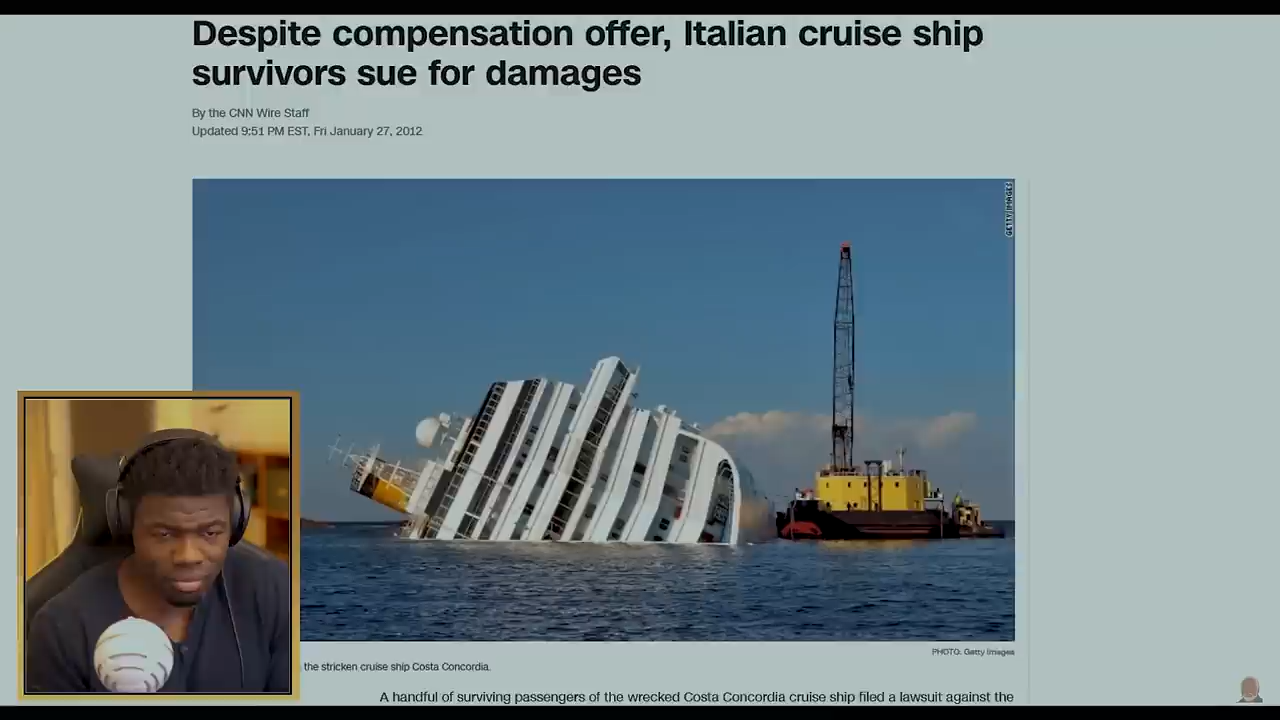 Despite compensation offer, Italian cruise ship
survivors sue for damages
By the CNN Wire Staff
Updated 9:51 PM EST, Fri January 27, 2012
GETTY IMAGES
PHOTO: Getty Images
the stricken cruise ship Costa Concordia.
A handful of surviving passengers of the wrecked Costa Concordia cruise ship filed a lawsuit against the